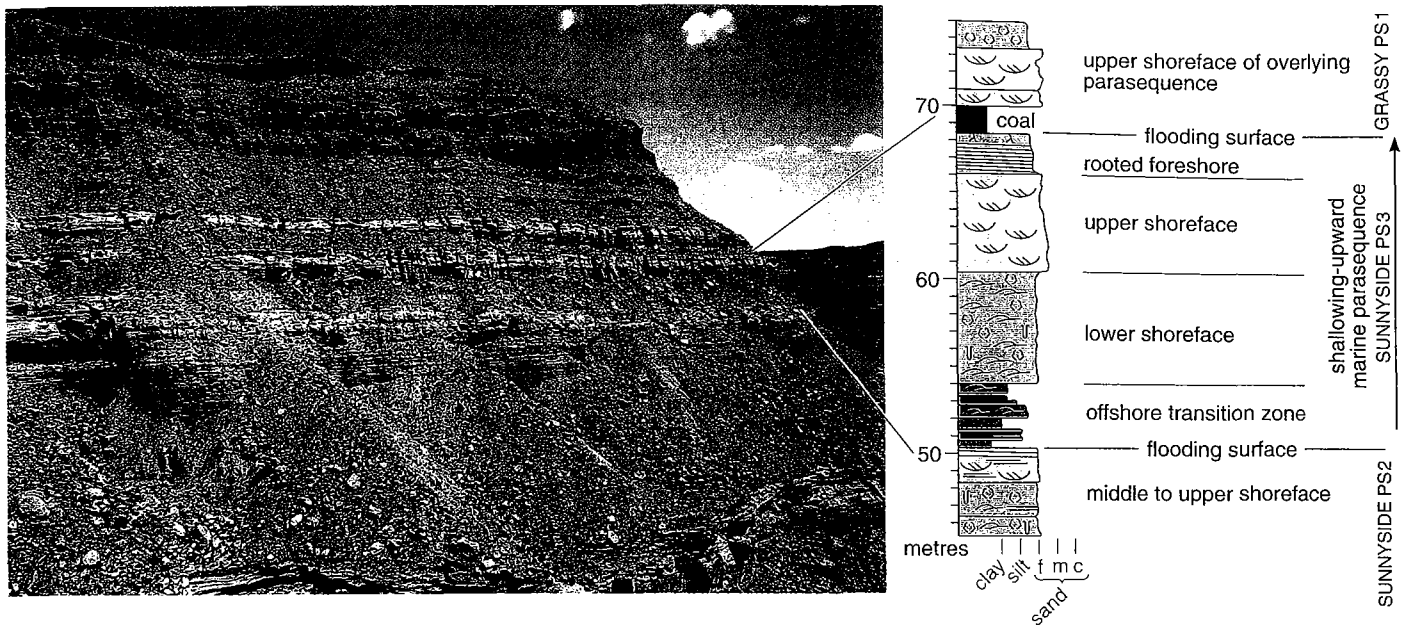 upper shoreface of overlying
parasequence
70
coal
flooding surface
rooted foreshore
upper shoreface
60
lower shoreface
offshore transition zone
50
flooding surface
middle to upper shoreface
metres
clay
silt
f m c
sand
GRASSY PS1
shallowing-upward
marine parasequence
SUNNYSIDE PS3
SUNNYSIDE PS2